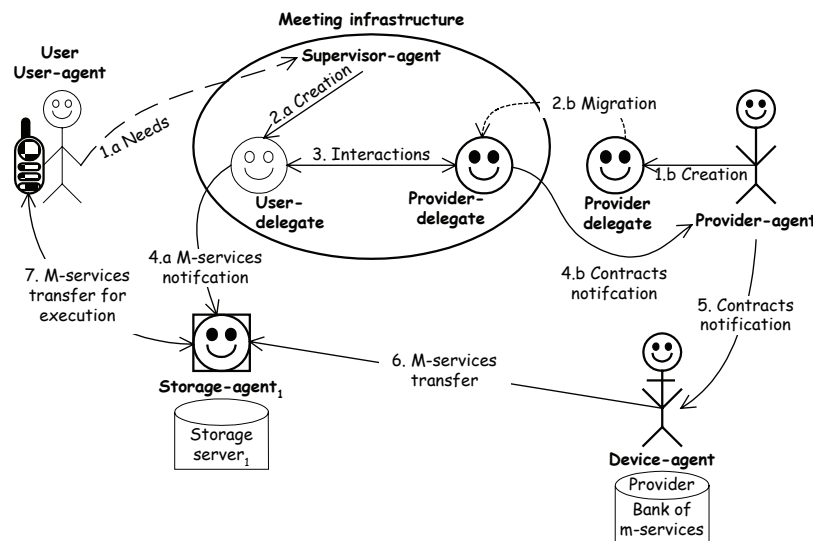 Meeting infrastructure
User
User-agent
Supervisor-agent
1.a Needs
2.a Creation
2.b Migration
3. Interactions
1.b Creation
User-
delegate
Provider-
delegate
Provider
delegate
Provider-agent
4.a M-services
notifcation
4.b Contracts
notifcation
7. M-services
transfer for
execution
5. Contracts
notification
6. M-services
transfer
Storage-agent1
Storage
server1
Device-agent
Provider
Bank of
m-services